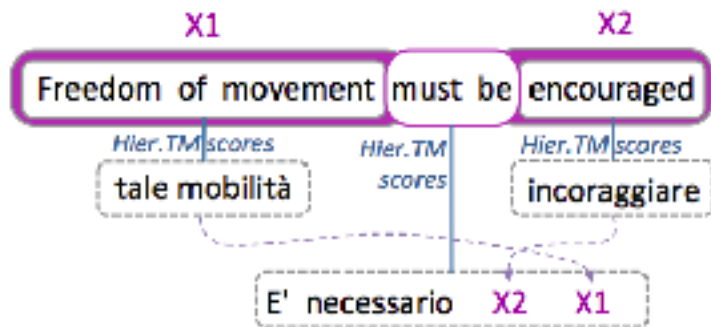 X1 X2
Freedom of movement must be encouraged
Hier.TM scores Hier.TM scores Hier.TM scores
tale mobilità incoraggiare
E' necessario X2 X1